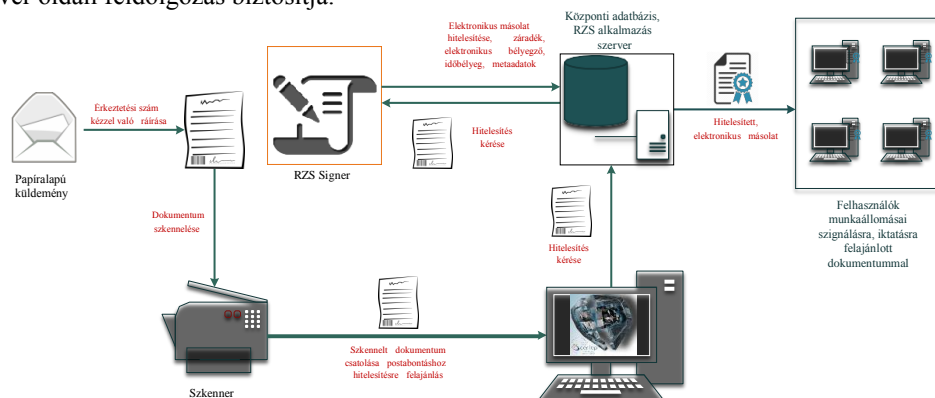 oldali feldolgozás biztosítja.
Papíralapú
küldemény
Érkeztetési szám
kézzel való ráírása
Dokumentum
szkennelése
Szkenner
Szkennelt dokumentum
csatolása postabontáshoz
hitelesítésre felajánlás
Hitelesítés
kérése
RZS Signer
Hitelesítés
kérése
Elektronikus másolat
hitelesítése, záradék,
elektronikus bélyegző,
időbélyeg, metaadatok
Központi adatbázis,
RZS alkalmazás
szerver
Hitelesített,
elektronikus másolat
Felhasználók
munkaállomásai
szignálásra, iktatásra
felajánlott
dokumentummal